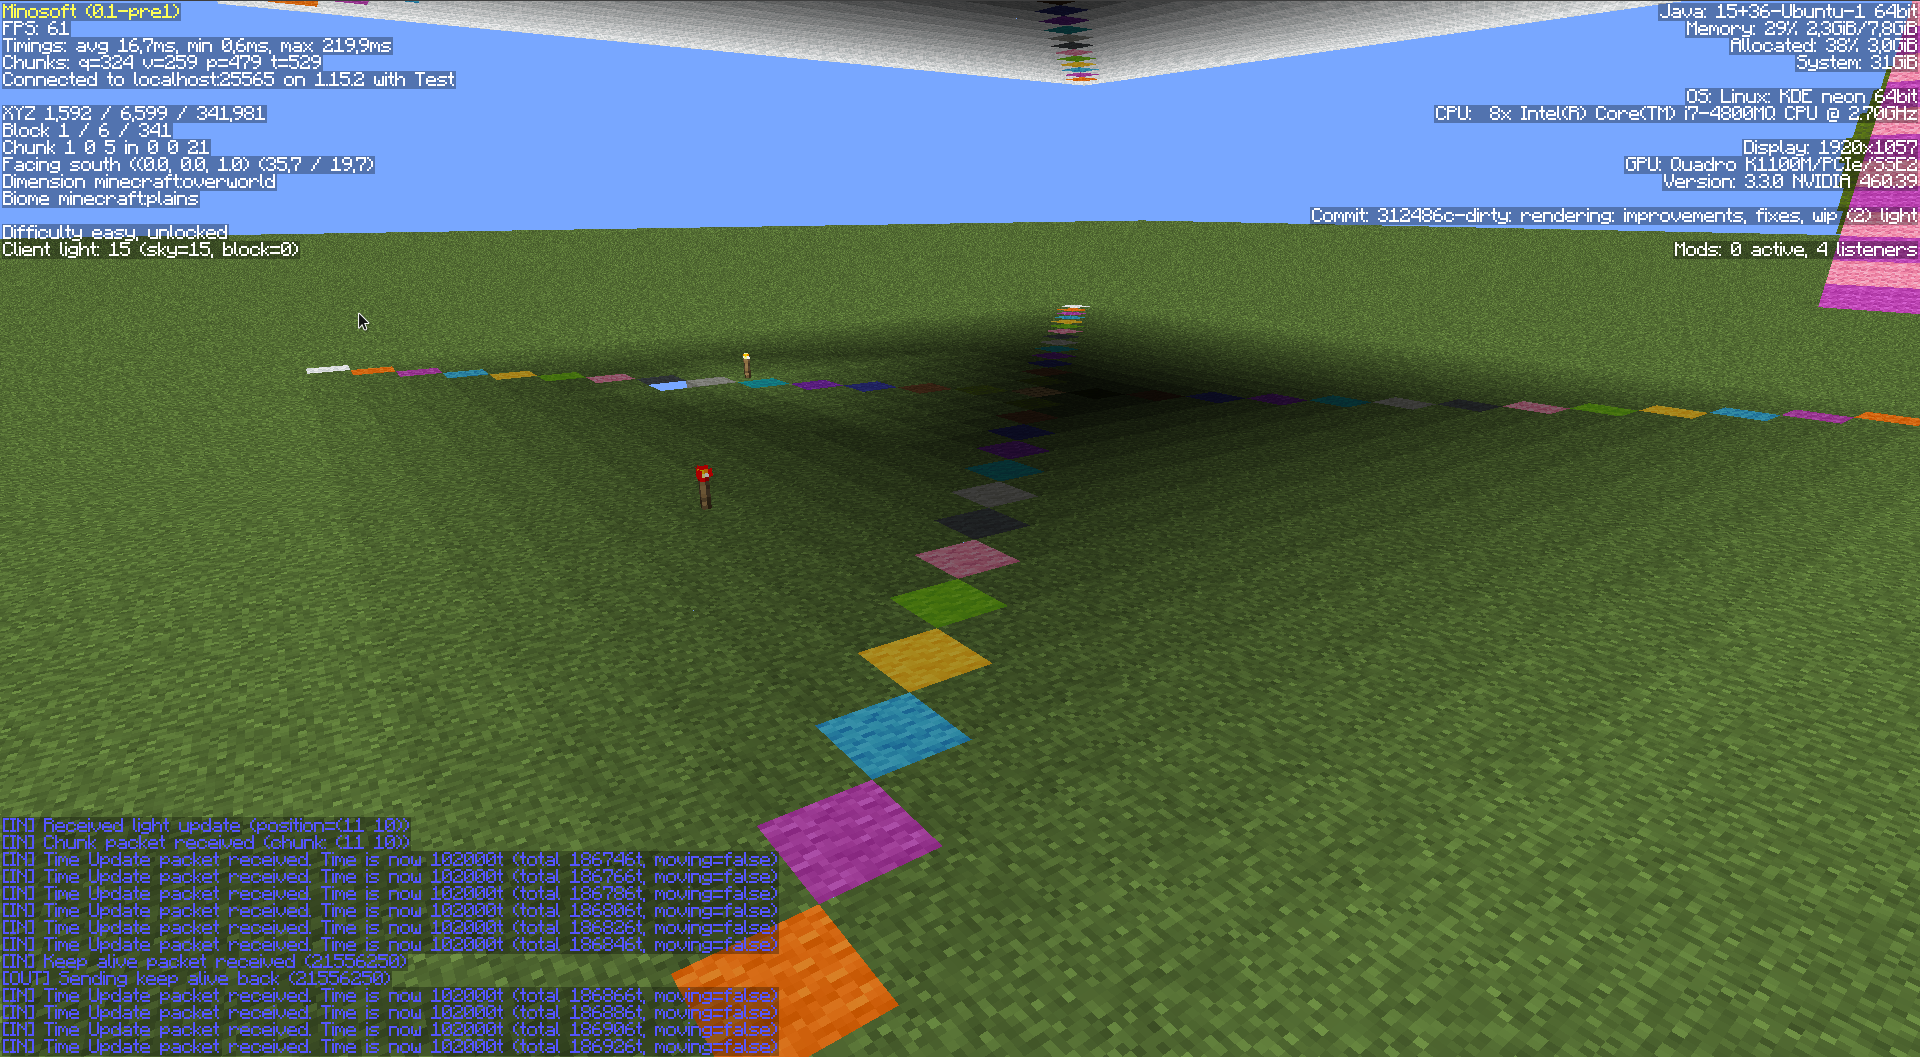 Minosoft (0.1-pre1)
FPS: 61
Timings: avg 16,7ms, min 0,6ms, max 219,9ms
Chunks: q=324 v=259 p=479 t=529
Connected to localhost:25565 on 1.15.2 with Test
XYZ 1,592 / 6,599 / 341,981
Block 1 / 6 / 341
Chunk 1 0 5 in 0 0 21
Facing south ((0.0, 0.0, 1.0) (35,7 / 19,7)
Dimension minecraft:overworld
Biome minecraft:plains
Difficulty easy, unlocked
Client light: 15 (sky=15, block=0)
Java: 15+36-Ubuntu-1 64bit
Memory: 29% 2,3GiB/7,8GiB
Allocated: 38% 3,0GiB
System: 31GiB
OS: Linux: KDE neon 64bit
CPU:  8x Intel(R) Core(TM) i7-4800MQ CPU @ 2.70GHz
Display: 1920x1057
GPU: Quadro K1100M/PCIe/SSE2
Version: 3.3.0 NVIDIA 460.39
Commit: 312486c-dirty: rendering: improvements, fixes, wip (2) light
Mods: 0 active, 4 listeners
[IN] Received light update (position=(11 10))
[IN] Chunk packet received (chunk: (11 10))
[IN] Time Update packet received. Time is now 102000t (total 186746t, moving=false)
[IN] Time Update packet received. Time is now 102000t (total 186766t, moving=false)
[IN] Time Update packet received. Time is now 102000t (total 186786t, moving=false)
[IN] Time Update packet received. Time is now 102000t (total 186806t, moving=false)
[IN] Time Update packet received. Time is now 102000t (total 186826t, moving=false)
[IN] Time Update packet received. Time is now 102000t (total 186846t, moving=false)
[IN] Keep alive packet received (21556250)
[OUT] Sending keep alive back (21556250)
[IN] Time Update packet received. Time is now 102000t (total 186866t, moving=false)
[IN] Time Update packet received. Time is now 102000t (total 186886t, moving=false)
[IN] Time Update packet received. Time is now 102000t (total 186906t, moving=false)
[IN] Time Update packet received. Time is now 102000t (total 186926t, moving=false)